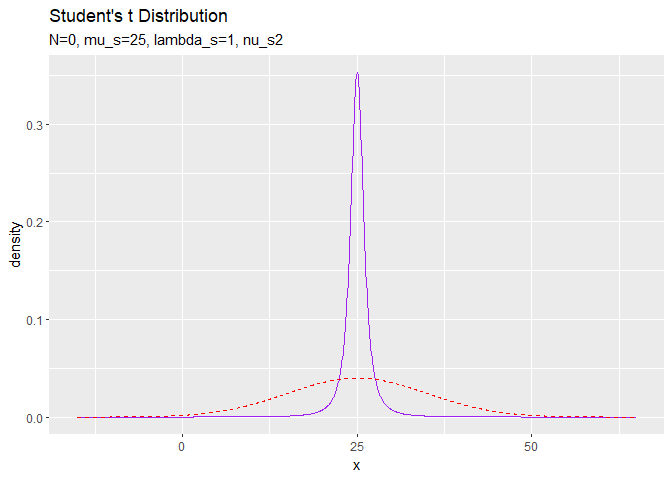 Student's t Distribution
N=0, mu_s=25, lambda_s=1, nu_s2
density
0.3
0.2
0.1
0.0
0
25
50
x